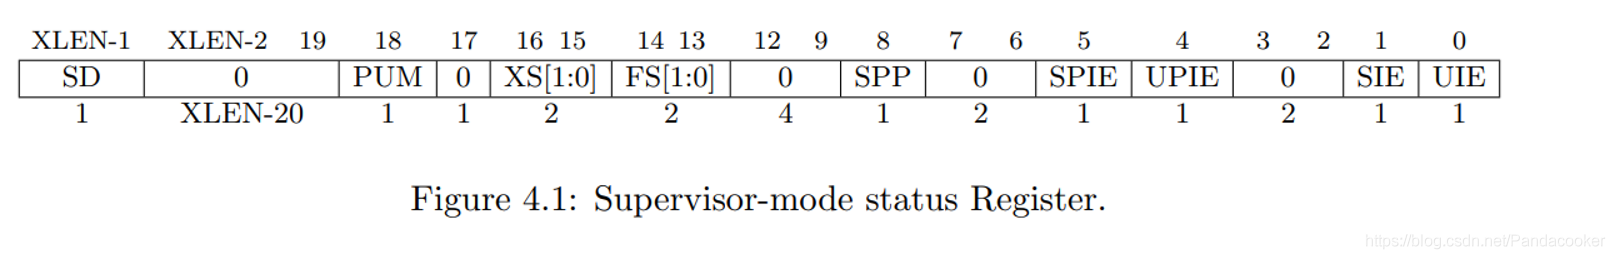 XLEN-1 XLEN-2 19 18 17 16 15 14 13 12 9 8 7 6 5 4 3 2 1 0
SD 0 PUM 0 XS[1:0] FS[1:0] 0 SPP 0 SPIE UPIE 0 SIE UIE
1 XLEN-20 1 1 2 2 4 1 2 1 1 2 1 1
Figure 4.1: Supervisor-mode status Register.
https://blog.csdn.net/Pandacooker